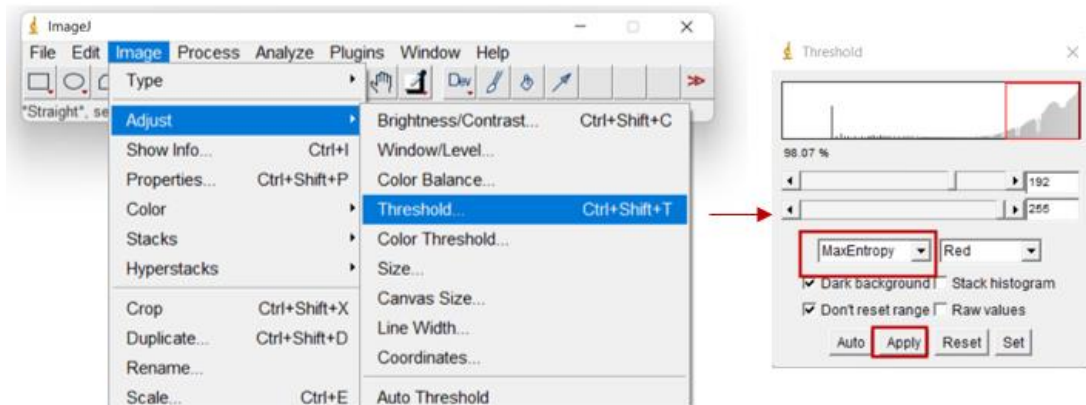 ImageJ
File Edit Image Process Analyze Plugins Window Help
Dev
*Straight*, se
Type
Adjust
Show Info... Ctrl+I
Properties... Ctrl+Shift+P
Color
Stacks
Hyperstacks
Crop Ctrl+Shift+X
Duplicate... Ctrl+Shift+D
Rename...
Scale... Ctrl+E
Brightness/Contrast... Ctrl+Shift+C
Window/Level...
Color Balance...
Threshold... Ctrl+Shift+T
Color Threshold...
Size...
Canvas Size...
Line Width...
Coordinates...
Auto Threshold
Threshold
98.07 %
192
255
MaxEntropy Red
Dark background Stack histogram
Don't reset range Raw values
Auto Apply Reset Set